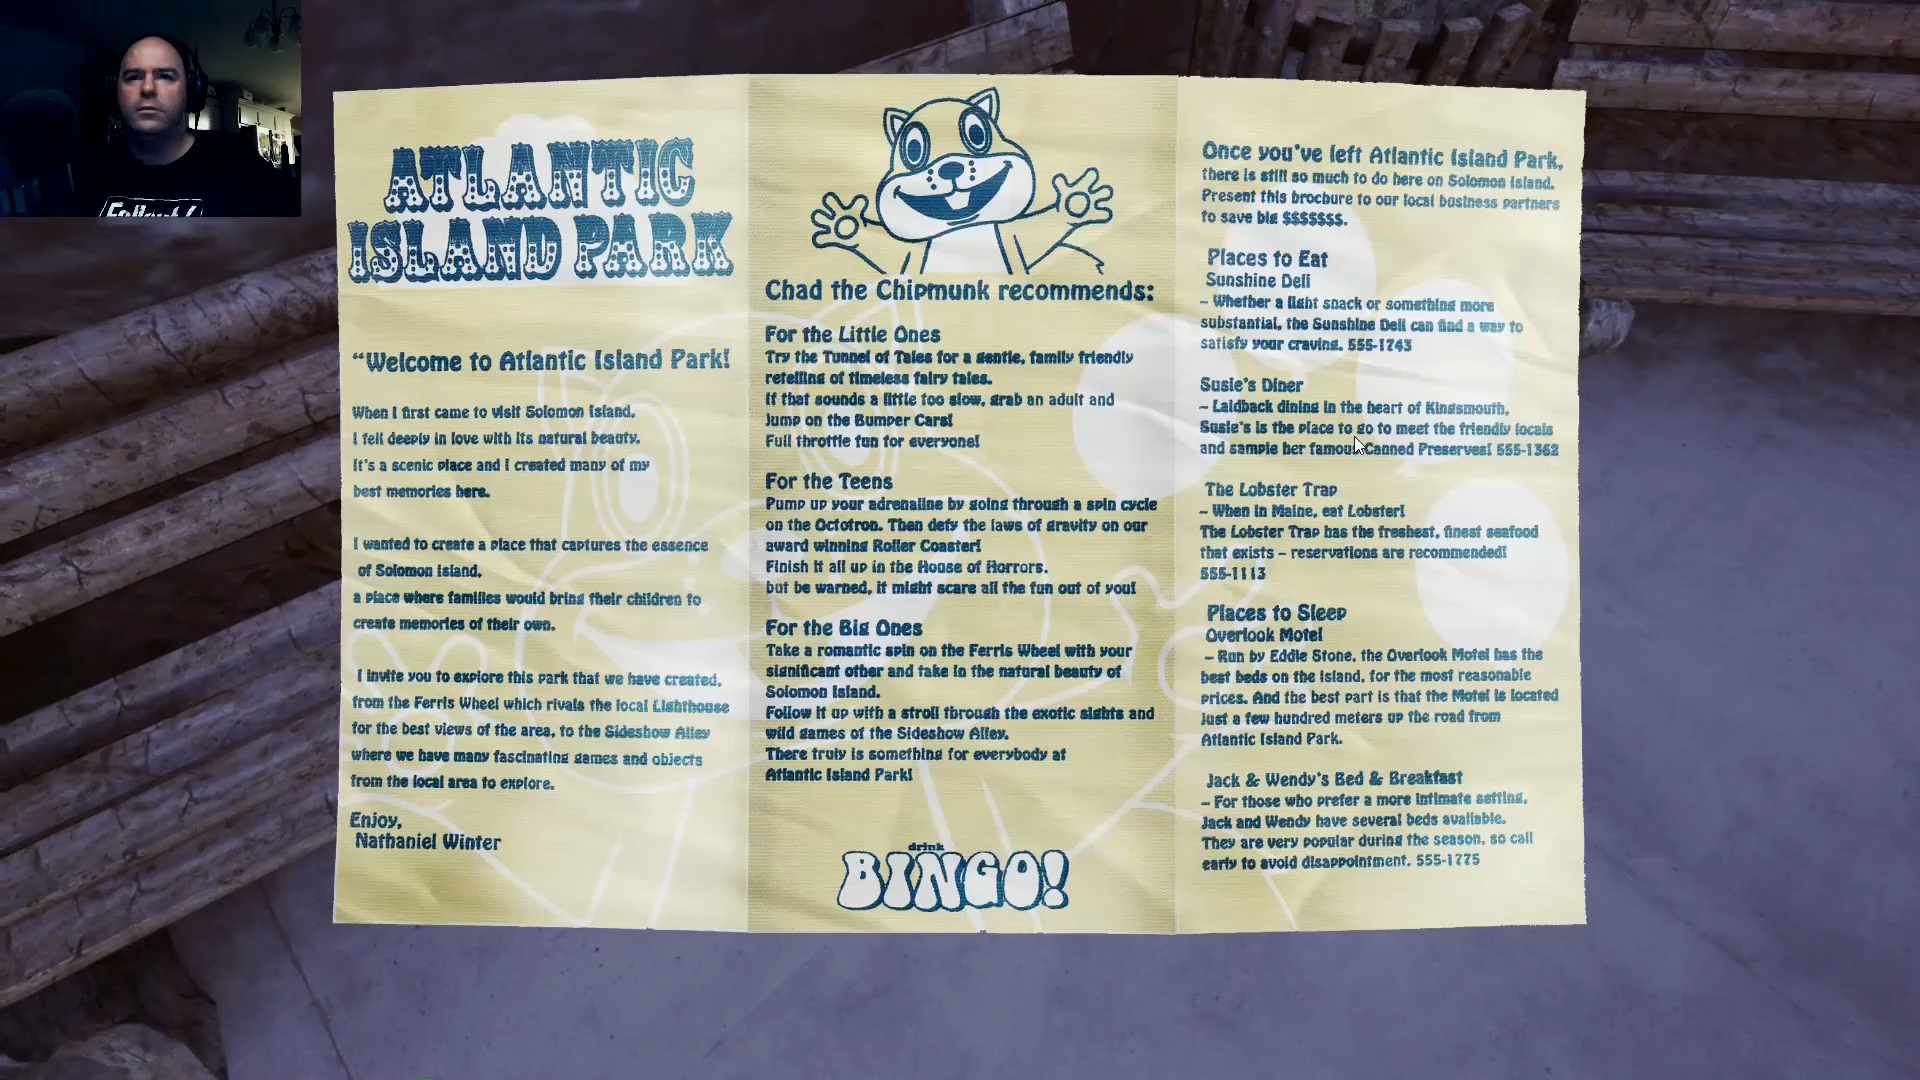 ATLANTIC
ISLAND PARK
“Welcome to Atlantic Island Park!
When I first came to visit Solomon Island,
I fell deeply in love with its natural beauty.
It's a scenic place and I created many of my
best memories here.
I wanted to create a place that captures the essence
of Solomon Island,
a place where families would bring their children to
create memories of their own.
I invite you to explore this park that we have created,
from the Ferris Wheel which rivals the local Lighthouse
for the best views of the area, to the Sideshow Alley
where we have many fascinating games and objects
from the local area to explore.
Enjoy,
Nathaniel Winter
Chad the Chipmunk recommends:
For the Little Ones
Try the Tunnel of Tales for a gentle, family friendly
retelling of timeless fairy tales.
If that sounds a little too slow, grab an adult and
Jump on the Bumper Cars!
Full throttle fun for everyone!
For the Teens
Pump up your adrenaline by going through a spin cycle
on the Octotron. Then defy the laws of gravity on our
award winning Roller Coaster!
Finish it all up in the House of Horrors,
but be warned, it might scare all the fun out of you!
For the Big Ones
Take a romantic spin on the Ferris Wheel with your
significant other and take in the natural beauty of
Solomon Island.
Follow it up with a stroll through the exotic sights and
wild games of the Sideshow Alley.
There truly is something for everybody at
Atlantic Island Park!
drink
BINGO!
Once you've left Atlantic Island Park,
there is still so much to do here on Solomon Island.
Present this brochure to our local business partners
to save big $$$$$$$.
Places to Eat
Sunshine Deli
- Whether a light snack or something more
substantial, the Sunshine Deli can find a way to
satisfy your craving. 555-1743
Susie's Diner
- Laidback dining in the heart of Kingsmouth,
Susie's is the place to go to meet the friendly locals
and sample her famous Canned Preserves! 555-1362
The Lobster Trap
- When in Maine, eat Lobster!
The Lobster Trap has the freshest, finest seafood
that exists - reservations are recommended!
555-1113
Places to Sleep
Overlook Motel
- Run by Eddie Stone, the Overlook Motel has the
best beds on the island, for the most reasonable
prices. And the best part is that the Motel is located
just a few hundred meters up the road from
Atlantic Island Park.
Jack & Wendy's Bed & Breakfast
- For those who prefer a more intimate setting,
Jack and Wendy have several beds available.
They are very popular during the season, so call
early to avoid disappointment. 555-1775